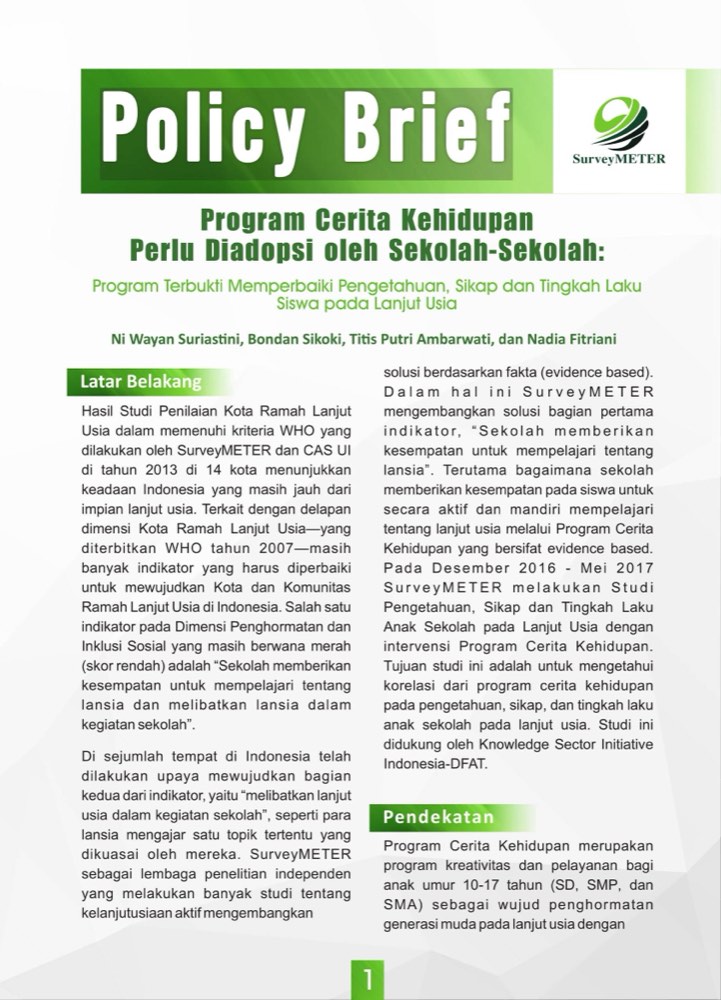 Policy Brief
SurveyMETER
Program Cerita Kehidupan
Perlu Diadopsi oleh Sekolah-Sekolah:
Program Terbukti Memperbaiki Pengetahuan, Sikap dan Tingkah Laku
Siswa pada Lanjut Usia
Ni Wayan Suriastini, Bondan Sikoki, Titis Putri Ambarwati, dan Nadia Fitriani
Latar Belakang
Hasil Studi Penilaian Kota Ramah Lanjut
Usia dalam memenuhi kriteria WHO yang
dilakukan oleh SurveyMETER dan CAS UI
di tahun 2013 di 14 kota menunjukkan
keadaan Indonesia yang masih jauh dari
impian lanjut usia. Terkait dengan delapan
dimensi Kota Ramah Lanjut Usia—yang
diterbitkan WHO tahun 2007—masih
banyak indikator yang harus diperbaiki
untuk mewujudkan Kota dan Komunitas
Ramah Lanjut Usia di Indonesia. Salah satu
indikator pada Dimensi Penghormatan dan
Inklusi Sosial yang masih berwana merah
(skor rendah) adalah “Sekolah memberikan
kesempatan untuk mempelajari tentang
lansia dan melibatkan lansia dalam
kegiatan sekolah”.
Di sejumlah tempat di Indonesia telah
dilakukan upaya mewujudkan bagian
kedua dari indikator, yaitu “melibatkan lanjut
usia dalam kegiatan sekolah”, seperti para
lansia mengajar satu topik tertentu yang
dikuasai oleh mereka. SurveyMETER
sebagai lembaga penelitian independen
yang melakukan banyak studi tentang
kelanjutusiaan aktif mengembangkan
solusi berdasarkan fakta (evidence based).
Dalam hal ini SurveyMETER
mengembangkan solusi bagian pertama
indikator, “Sekolah memberikan
kesempatan untuk mempelajari tentang
lansia”. Terutama bagaimana sekolah
memberikan kesempatan pada siswa untuk
secara aktif dan mandiri mempelajari
tentang lanjut usia melalui Program Cerita
Kehidupan yang bersifat evidence based.
Pada Desember 2016 - Mei 2017
SurveyMETER melakukan Studi
Pengetahuan, Sikap dan Tingkah Laku
Anak Sekolah pada Lanjut Usia dengan
intervensi Program Cerita Kehidupan.
Tujuan studi ini adalah untuk mengetahui
korelasi dari program cerita kehidupan
pada pengetahuan, sikap, dan tingkah laku
anak sekolah pada lanjut usia. Studi ini
didukung oleh Knowledge Sector Initiative
Indonesia-DFAT.
Pendekatan
Program Cerita Kehidupan merupakan
program kreativitas dan pelayanan bagi
anak umur 10-17 tahun (SD, SMP, dan
SMA) sebagai wujud penghormatan
generasi muda pada lanjut usia dengan
1